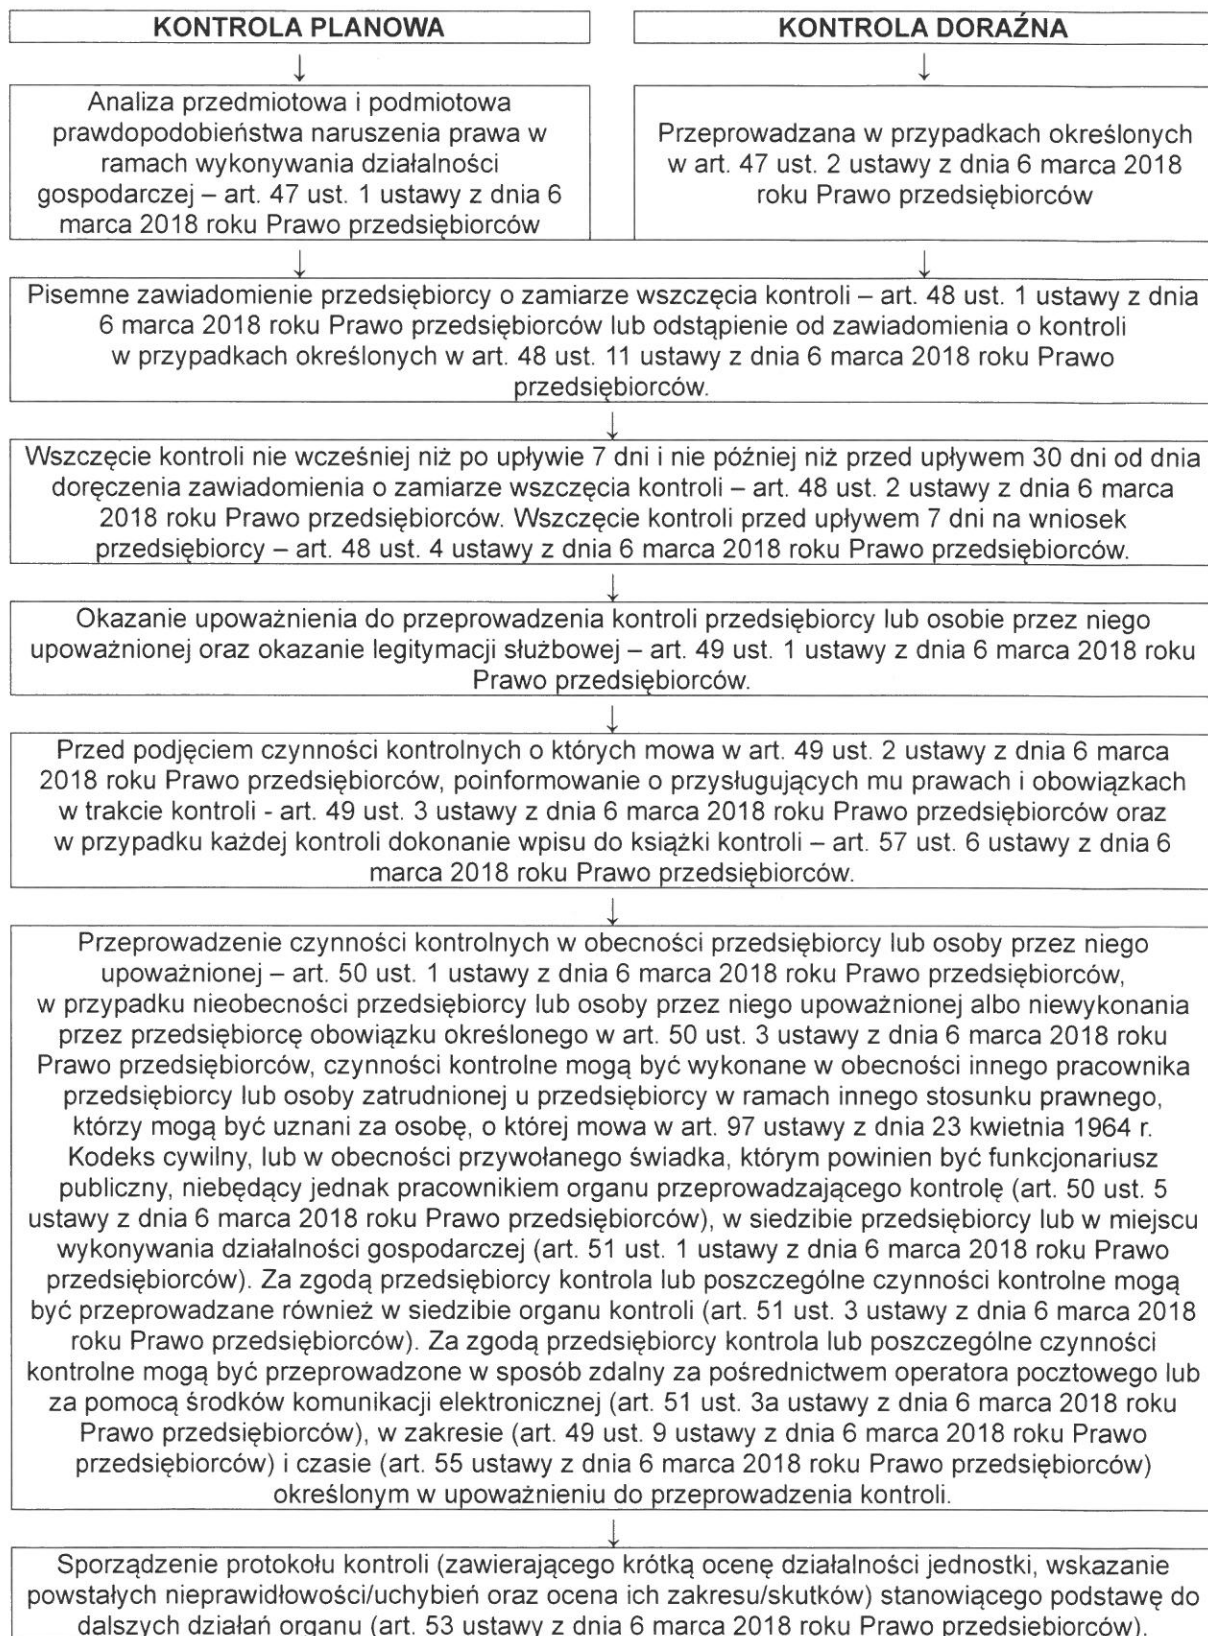 KONTROLA PLANOWA
KONTROLA DORAŹNA
↓
↓
Analiza przedmiotowa i podmiotowa
prawdopodobieństwa naruszenia prawa w
ramach wykonywania działalności
gospodarczej – art. 47 ust. 1 ustawy z dnia 6
marca 2018 roku Prawo przedsiębiorców
Przeprowadzana w przypadkach określonych
w art. 47 ust. 2 ustawy z dnia 6 marca 2018
roku Prawo przedsiębiorców
↓
↓
Pisemne zawiadomienie przedsiębiorcy o zamiarze wszczęcia kontroli – art. 48 ust. 1 ustawy z dnia
6 marca 2018 roku Prawo przedsiębiorców lub odstąpienie od zawiadomienia o kontroli
w przypadkach określonych w art. 48 ust. 11 ustawy z dnia 6 marca 2018 roku Prawo
przedsiębiorców.
↓
Wszczęcie kontroli nie wcześniej niż po upływie 7 dni i nie później niż przed upływem 30 dni od dnia
doręczenia zawiadomienia o zamiarze wszczęcia kontroli – art. 48 ust. 2 ustawy z dnia 6 marca
2018 roku Prawo przedsiębiorców. Wszczęcie kontroli przed upływem 7 dni na wniosek
przedsiębiorcy – art. 48 ust. 4 ustawy z dnia 6 marca 2018 roku Prawo przedsiębiorców.
↓
Okazanie upoważnienia do przeprowadzenia kontroli przedsiębiorcy lub osobie przez niego
upoważnionej oraz okazanie legitymacji służbowej – art. 49 ust. 1 ustawy z dnia 6 marca 2018 roku
Prawo przedsiębiorców.
↓
Przed podjęciem czynności kontrolnych o których mowa w art. 49 ust. 2 ustawy z dnia 6 marca
2018 roku Prawo przedsiębiorców, poinformowanie o przysługujących mu prawach i obowiązkach
w trakcie kontroli - art. 49 ust. 3 ustawy z dnia 6 marca 2018 roku Prawo przedsiębiorców oraz
w przypadku każdej kontroli dokonanie wpisu do książki kontroli – art. 57 ust. 6 ustawy z dnia 6
marca 2018 roku Prawo przedsiębiorców.
↓
Przeprowadzenie czynności kontrolnych w obecności przedsiębiorcy lub osoby przez niego
upoważnionej – art. 50 ust. 1 ustawy z dnia 6 marca 2018 roku Prawo przedsiębiorców,
w przypadku nieobecności przedsiębiorcy lub osoby przez niego upoważnionej albo niewykonania
przez przedsiębiorcę obowiązku określonego w art. 50 ust. 3 ustawy z dnia 6 marca 2018 roku
Prawo przedsiębiorców, czynności kontrolne mogą być wykonane w obecności innego pracownika
przedsiębiorcy lub osoby zatrudnionej u przedsiębiorcy w ramach innego stosunku prawnego,
którzy mogą być uznani za osobę, o której mowa w art. 97 ustawy z dnia 23 kwietnia 1964 r.
Kodeks cywilny, lub w obecności przywołanego świadka, którym powinien być funkcjonariusz
publiczny, niebędący jednak pracownikiem organu przeprowadzającego kontrolę (art. 50 ust. 5
ustawy z dnia 6 marca 2018 roku Prawo przedsiębiorców), w siedzibie przedsiębiorcy lub w miejscu
wykonywania działalności gospodarczej (art. 51 ust. 1 ustawy z dnia 6 marca 2018 roku Prawo
przedsiębiorców). Za zgodą przedsiębiorcy kontrola lub poszczególne czynności kontrolne mogą
być przeprowadzane również w siedzibie organu kontroli (art. 51 ust. 3 ustawy z dnia 6 marca 2018
roku Prawo przedsiębiorców). Za zgodą przedsiębiorcy kontrola lub poszczególne czynności
kontrolne mogą być przeprowadzone w sposób zdalny za pośrednictwem operatora pocztowego lub
za pomocą środków komunikacji elektronicznej (art. 51 ust. 3a ustawy z dnia 6 marca 2018 roku
Prawo przedsiębiorców), w zakresie (art. 49 ust. 9 ustawy z dnia 6 marca 2018 roku Prawo
przedsiębiorców) i czasie (art. 55 ustawy z dnia 6 marca 2018 roku Prawo przedsiębiorców)
określonym w upoważnieniu do przeprowadzenia kontroli.
↓
Sporządzenie protokołu kontroli (zawierającego krótką ocenę działalności jednostki, wskazanie
powstałych nieprawidłowości/uchybień oraz ocena ich zakresu/skutków) stanowiącego podstawę do
dalszych działań organu (art. 53 ustawy z dnia 6 marca 2018 roku Prawo przedsiębiorców).